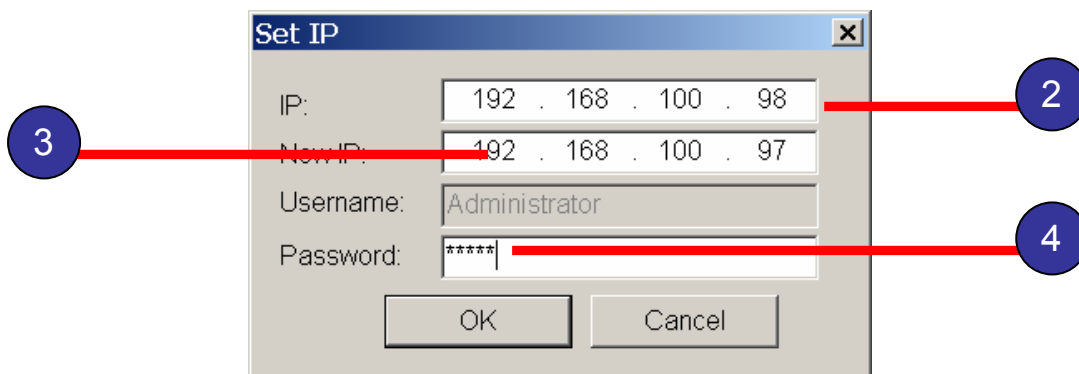 Set IP
IP: 192 . 168 . 100 . 98
2
3
New IP: 192 . 168 . 100 . 97
Username: Administrator
4
Password: *****
OK Cancel